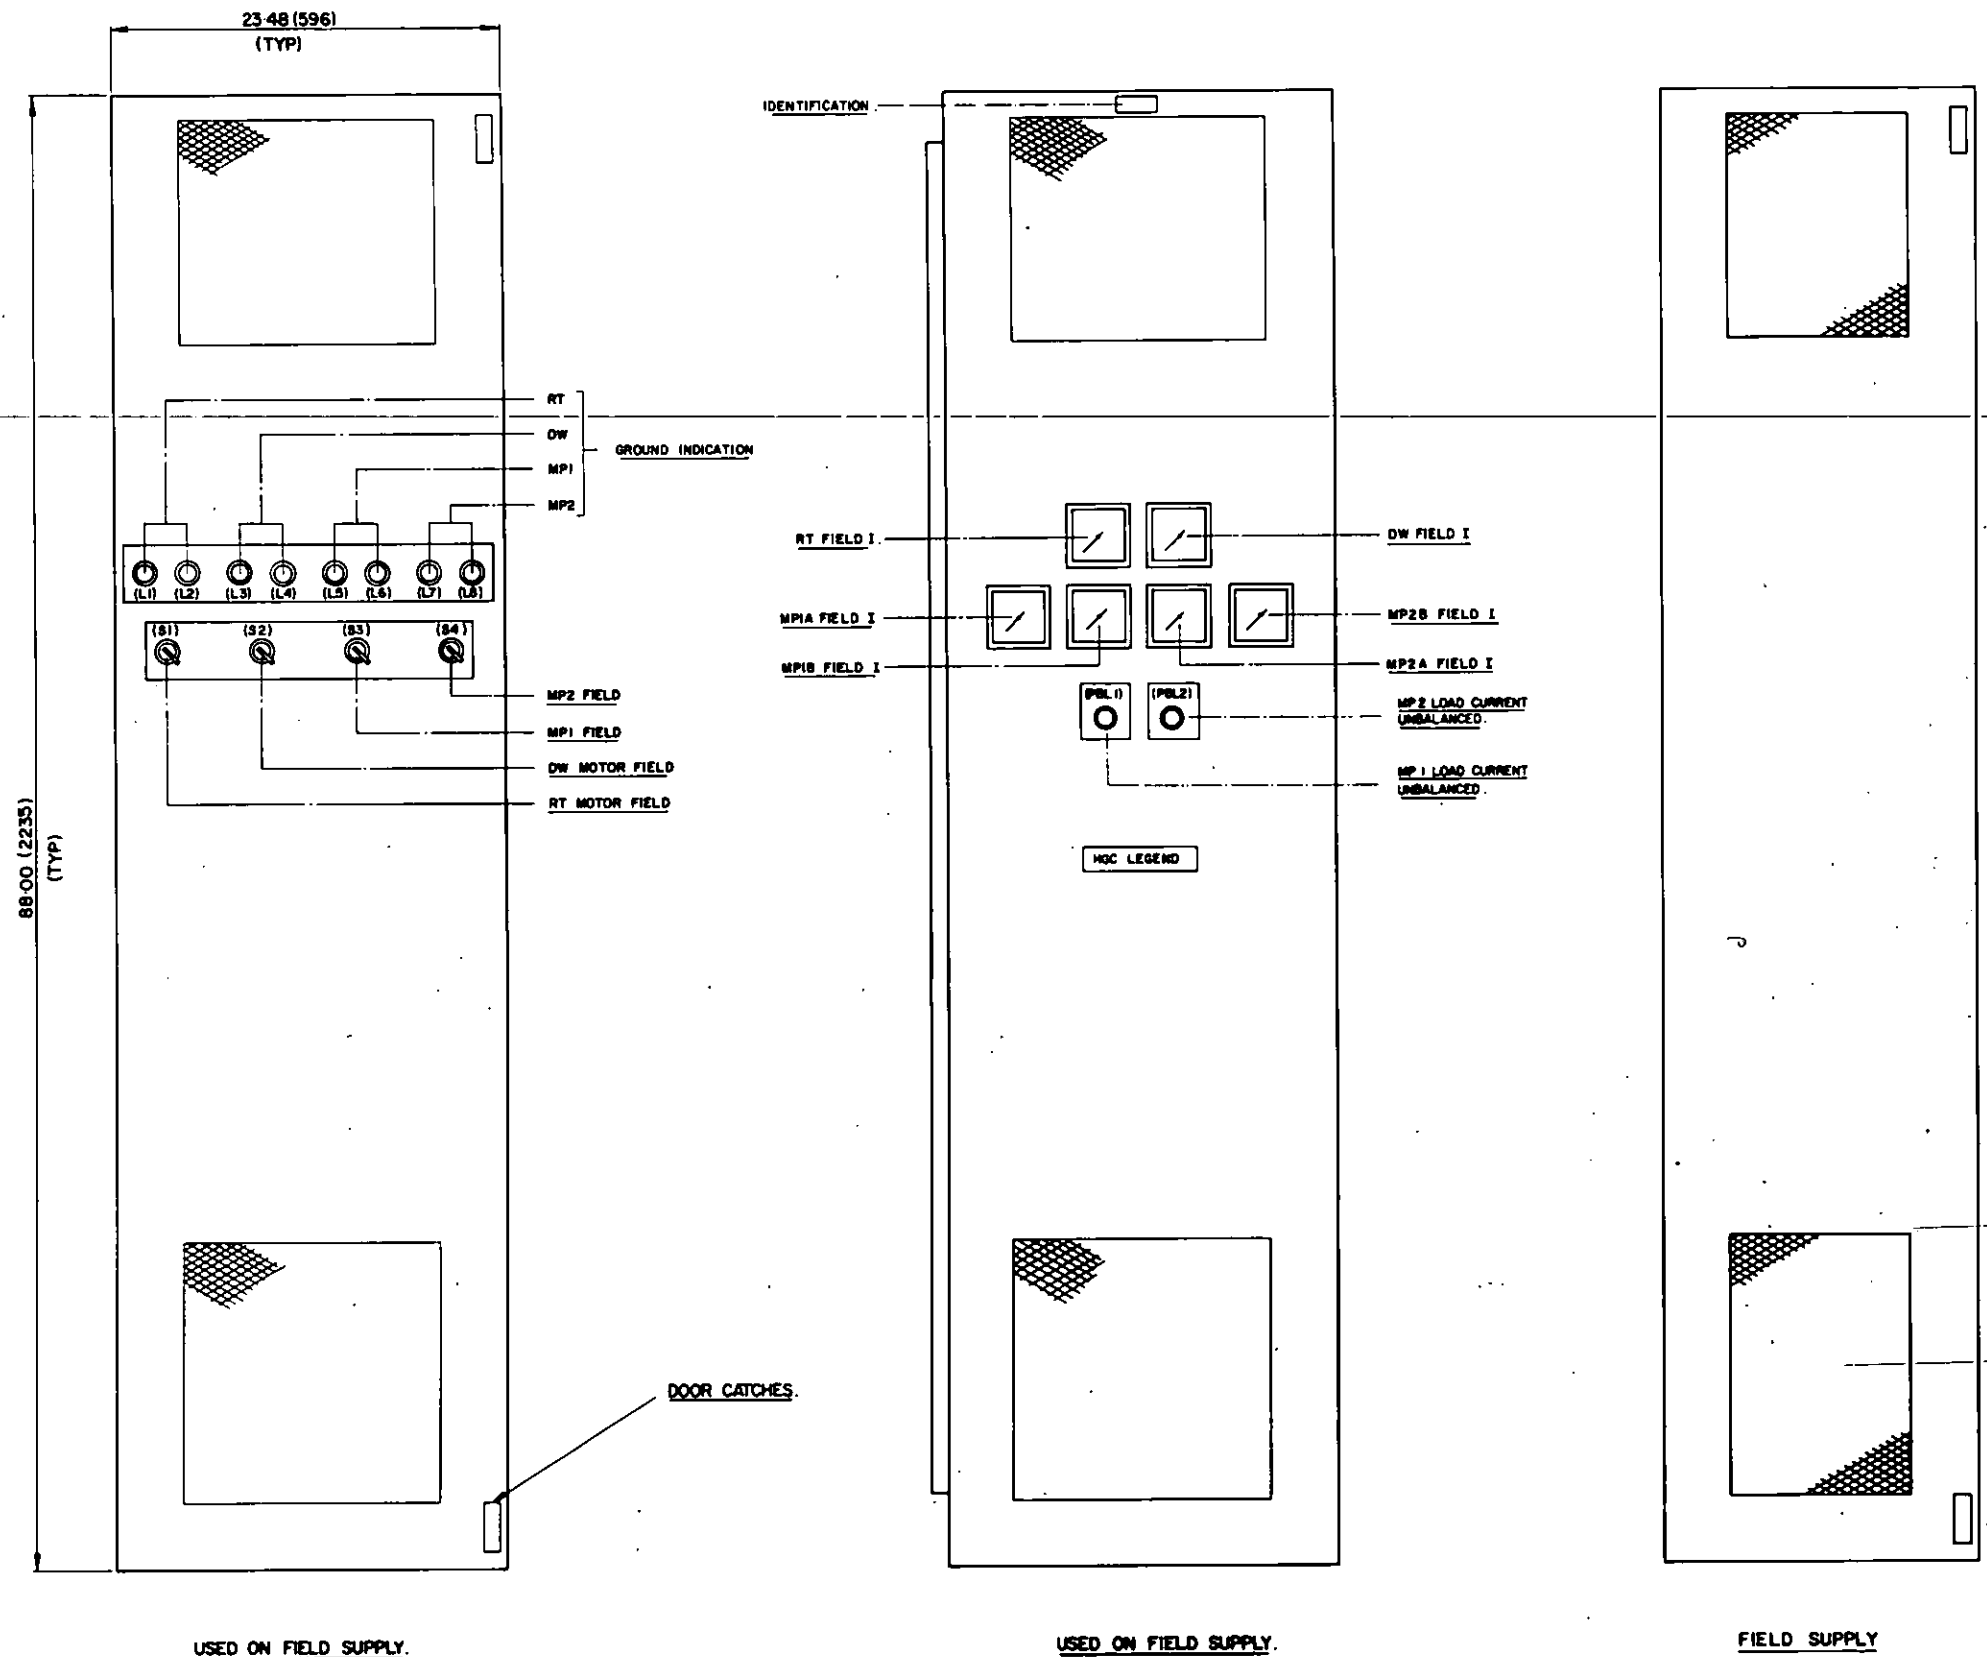 23·48 (596)
(TYP)
88·00 (2235)
(TYP)
RT
DW
MP1
MP2
GROUND INDICATION
(L1) (L2) (L3) (L4) (L5) (L6) (L7) (L8)
(S1) (S2) (S3) (S4)
MP2 FIELD
MP1 FIELD
DW MOTOR FIELD
RT MOTOR FIELD
DOOR CATCHES.
USED ON FIELD SUPPLY.
IDENTIFICATION.
RT FIELD I.
DW FIELD I
MP1A FIELD I
MP2B FIELD I
MP1B FIELD I
MP2A FIELD I
(PBL1) (PBL2)
MP2 LOAD CURRENT
UNBALANCED.
MP1 LOAD CURRENT
UNBALANCED.
HGC LEGEND
USED ON FIELD SUPPLY.
FIELD SUPPLY